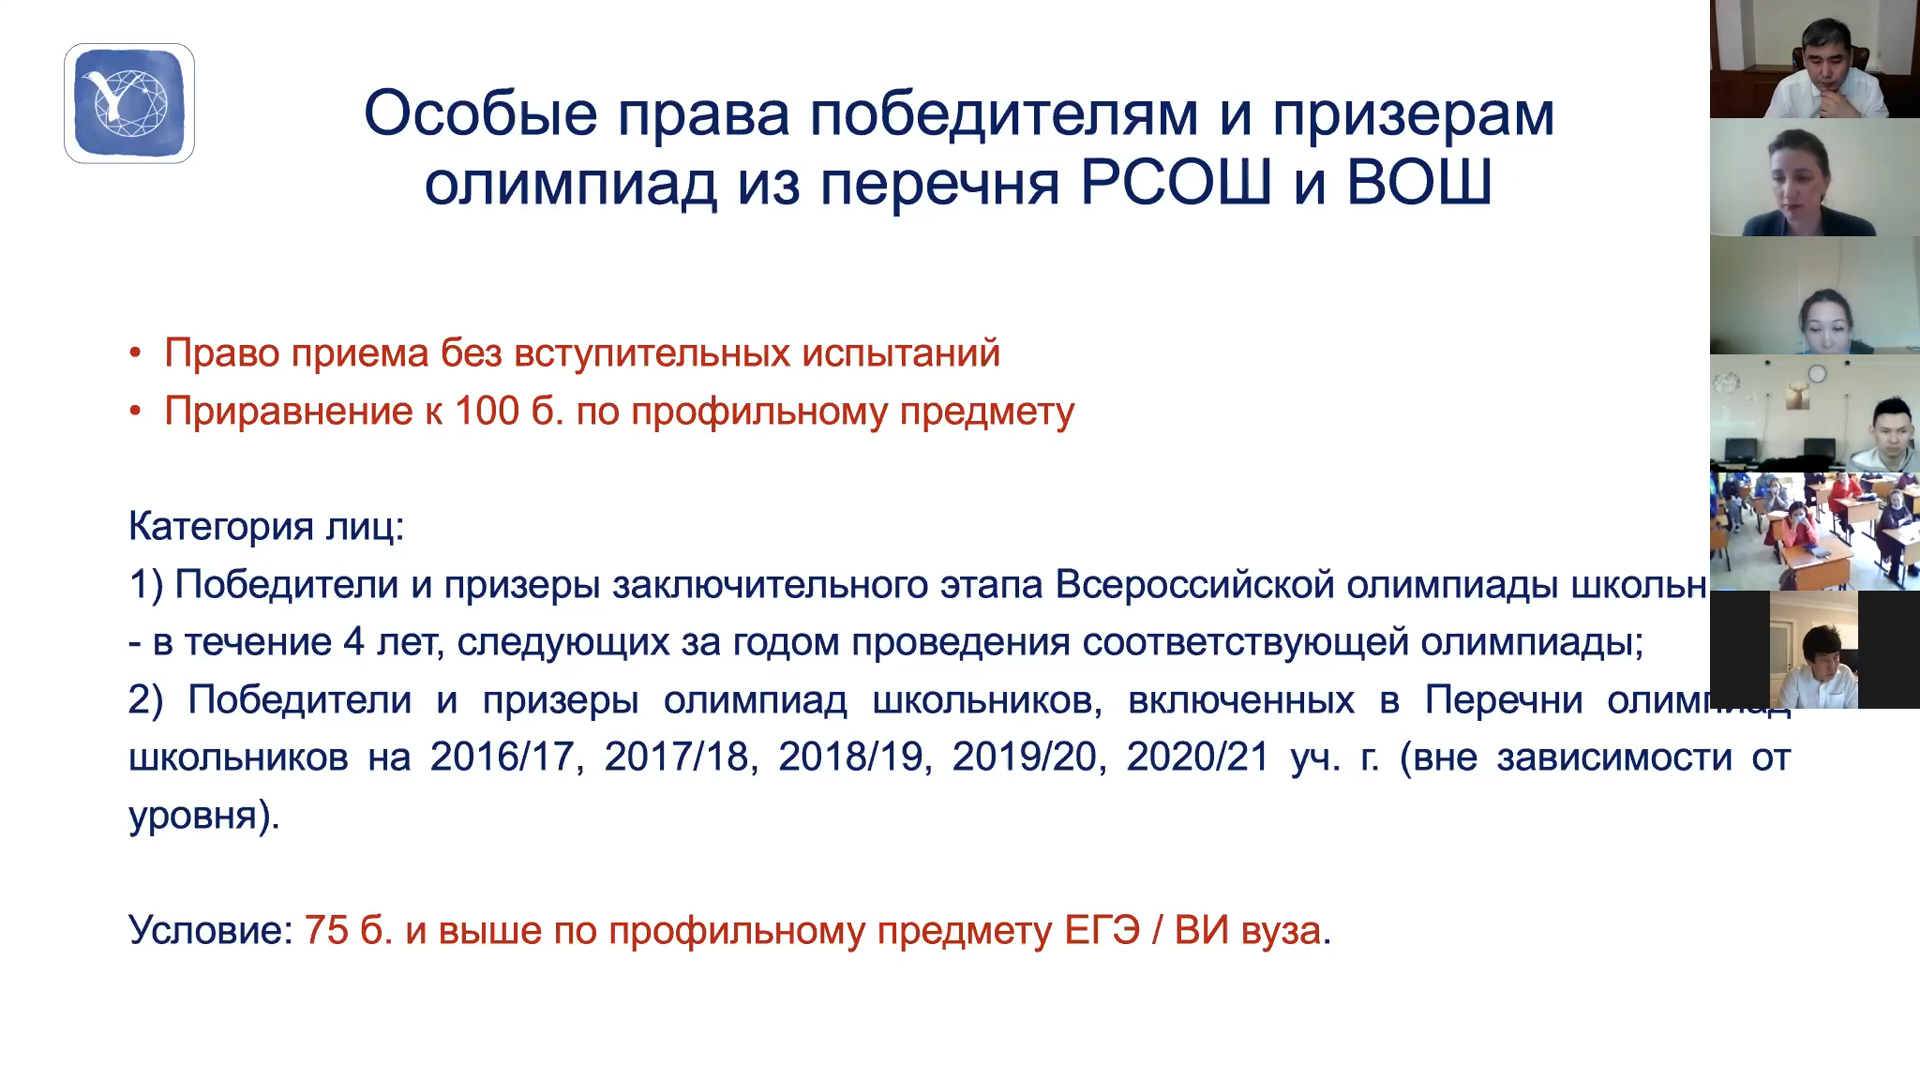 Особые права победителям и призерам
олимпиад из перечня РСОШ и ВОШ
• Право приема без вступительных испытаний
• Приравнение к 100 б. по профильному предмету
Категория лиц:
1) Победители и призеры заключительного этапа Всероссийской олимпиады
- в течение 4 лет, следующих за годом проведения соответствующей олимпиады;
2) Победители и призеры олимпиад школьников, включенных в Перечни олимпиад
школьников на 2016/17, 2017/18, 2018/19, 2019/20, 2020/21 уч. г. (вне зависимости от
уровня).
Условие: 75 б. и выше по профильному предмету ЕГЭ / ВИ вуза.